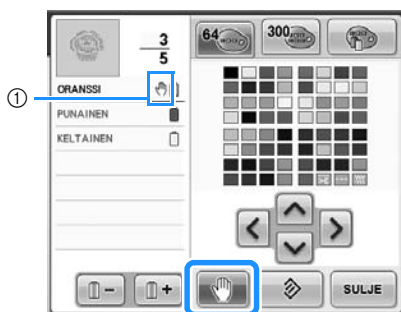 3
5
64
300
①
ORANSSI
PUNAINEN
KELTAINEN
SULJE